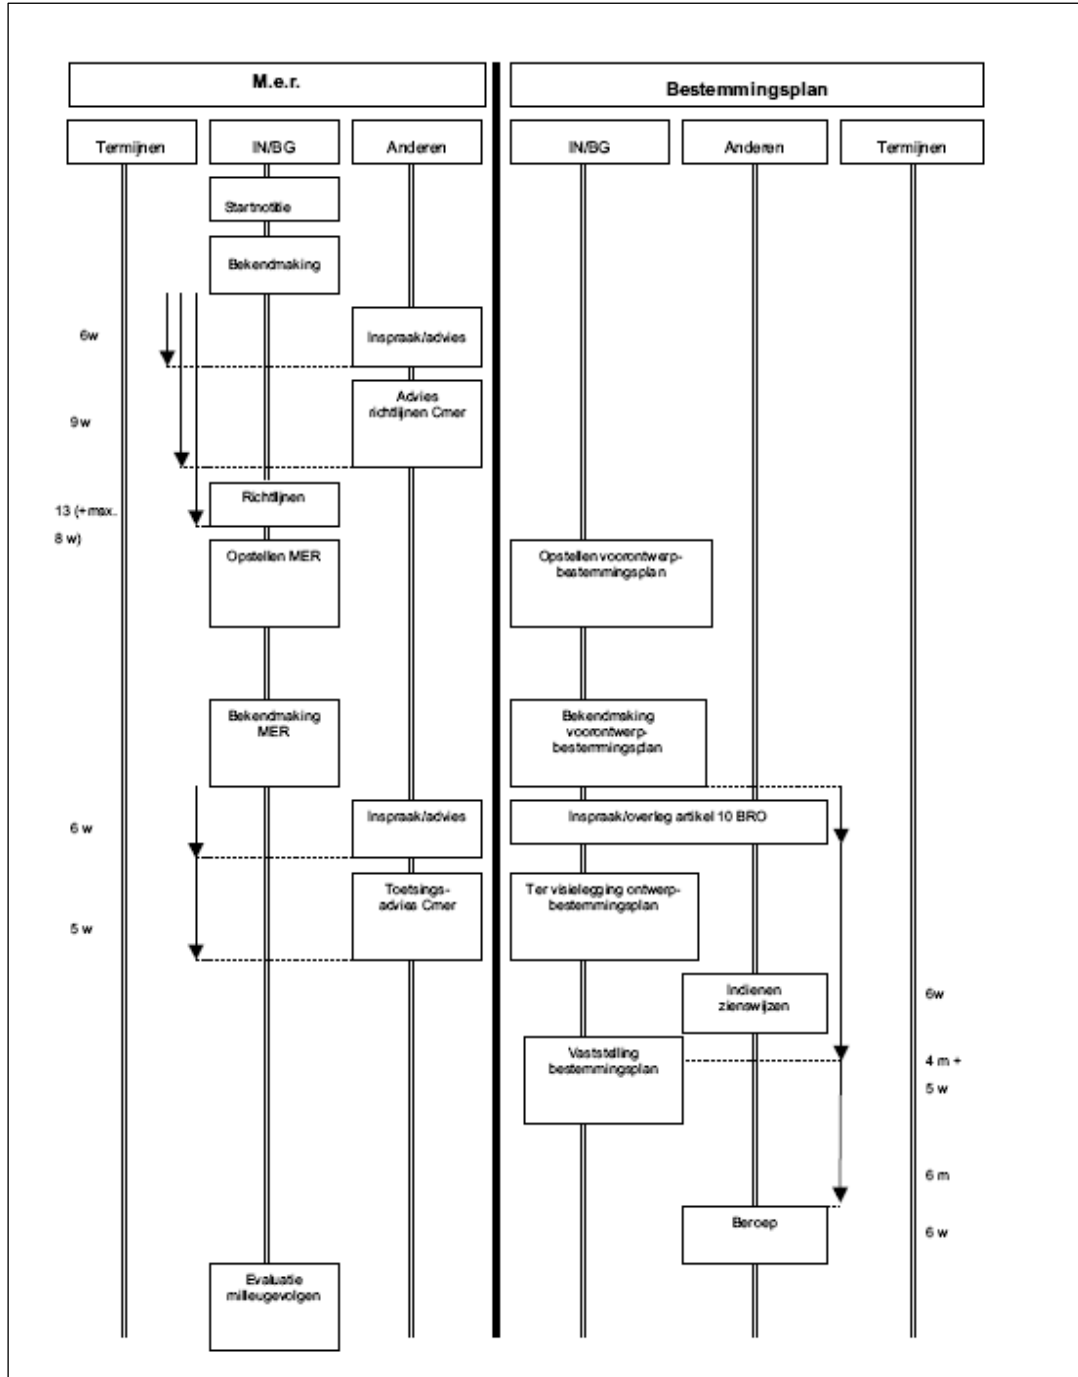 M.e.r.
Bestemmingsplan
Termijnen
IN/BG
Anderen
IN/BG
Anderen
Termijnen
Startnotitie
Bekendmaking
6w
Inspraak/advies
Advies
richtlijnen Cmer
9w
Richtlijnen
13 (+max.
8 w)
Opstellen MER
Opstellen voorontwerp-
bestemmingsplan
Bekendmaking
MER
Bekendmaking
voorontwerp-
bestemmingsplan
6 w
Inspraak/advies
Inspraak/overleg artikel 10 BRO
Toetsings-
advies Cmer
Ter visielegging ontwerp-
bestemmingsplan
5 w
Indienen
zienswijzen
6w
Vaststelling
bestemmingsplan
4 m +
5 w
6 m
Beroep
6 w
Evaluatie
milieugevolgen